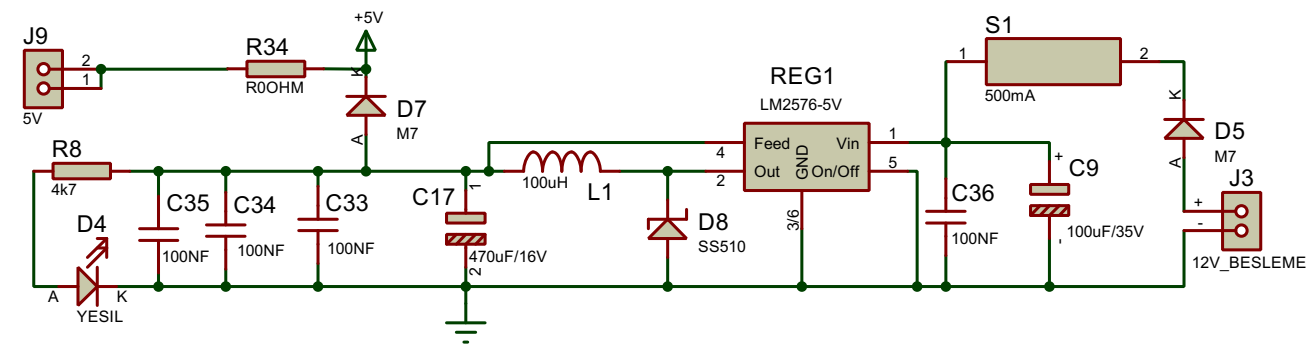 J9
2
1
5V
R34
R0OHM
+5V
K
A
D7
M7
R8
4k7
D4
A
K
YESIL
C35
100NF
C34
100NF
C33
100NF
C17
1
2
470uF/16V
100uH
L1
D8
SS510
REG1
LM2576-5V
Feed
Vin
Out
GND
On/Off
4
2
1
5
3/6
S1
1
2
500mA
C36
100NF
C9
+
-
100uF/35V
K
A
D5
M7
J3
+
-
12V_BESLEME